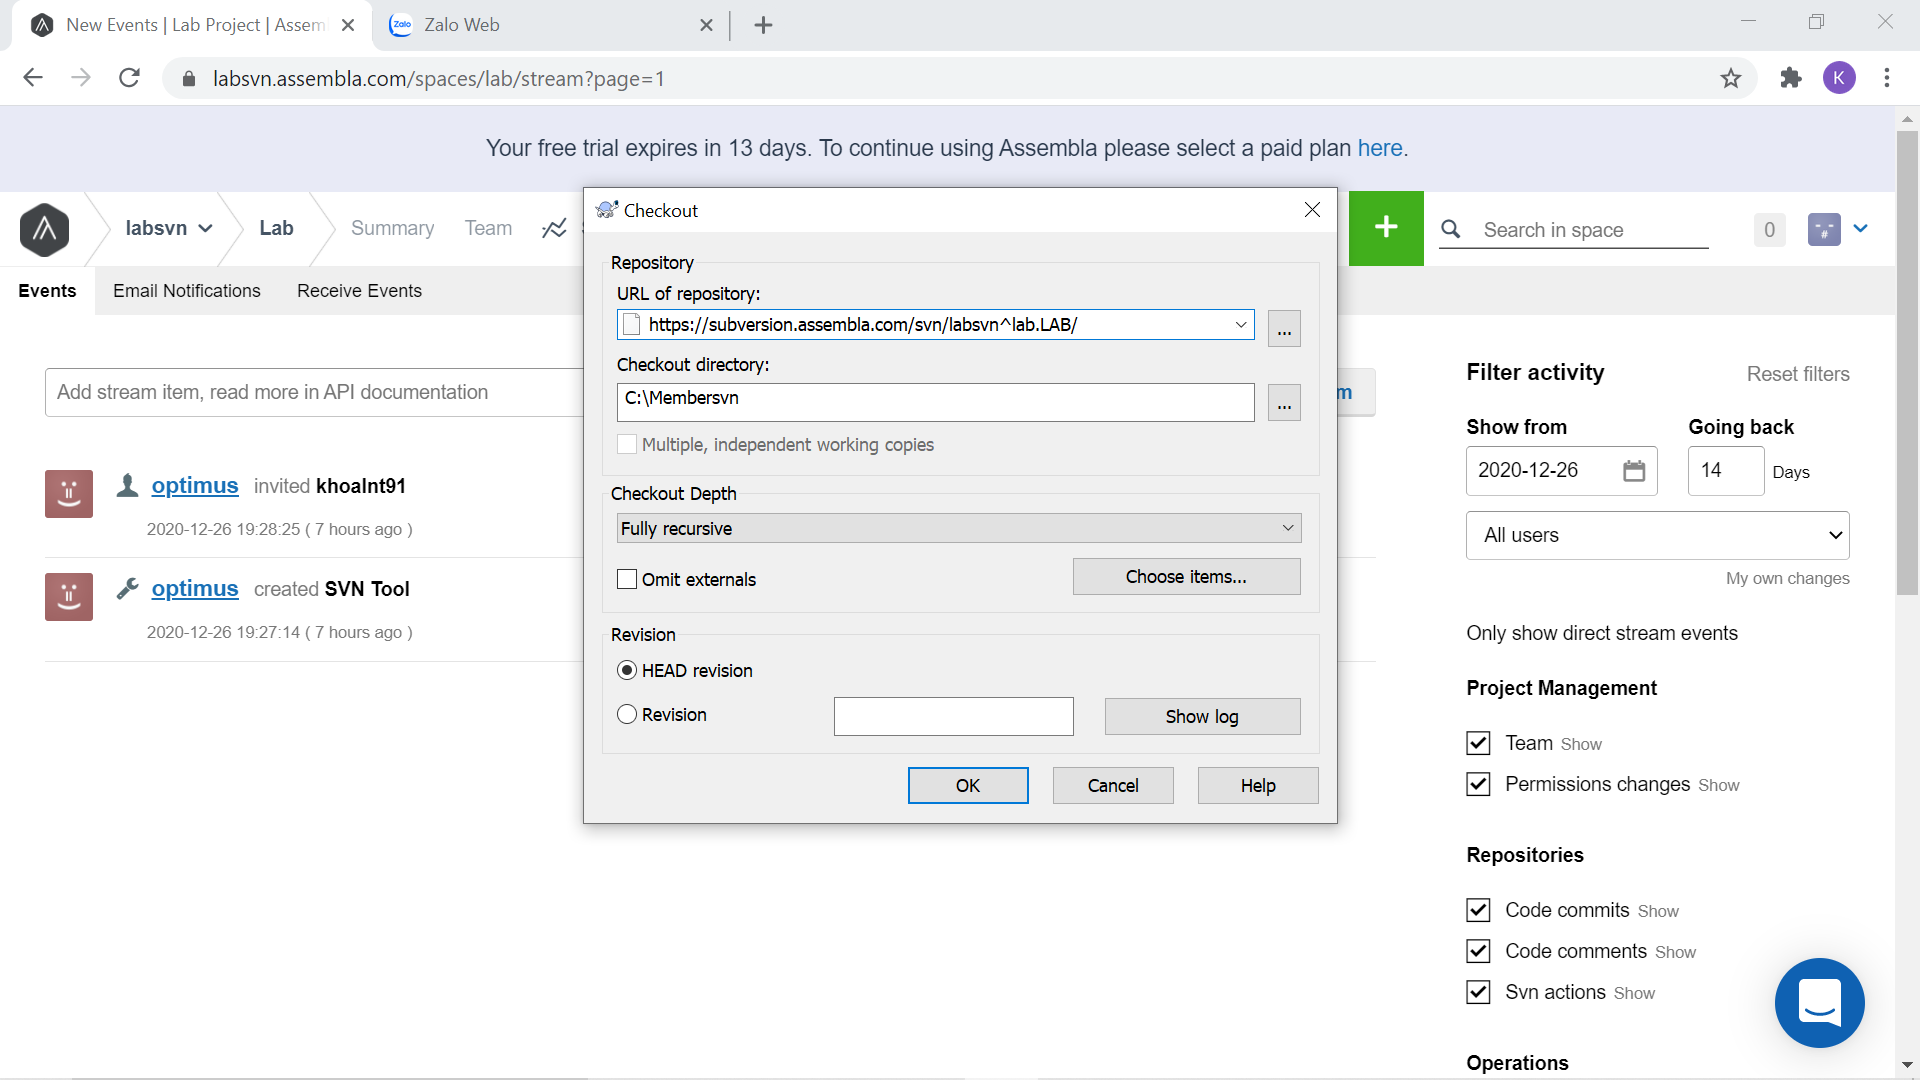 New Events | Lab Project | Assem
Zalo Zalo Web
labsvn.assembla.com/spaces/lab/stream?page=1
K
Your free trial expires in 13 days. To continue using Assembla please select a paid plan here.
labsvn
Lab
Summary
Team
Search in space
0
Events
Email Notifications
Receive Events
Add stream item, read more in API documentation
m
optimus invited khoalnt91
2020-12-26 19:28:25 ( 7 hours ago )
optimus created SVN Tool
2020-12-26 19:27:14 ( 7 hours ago )
Checkout
Repository
URL of repository:
https://subversion.assembla.com/svn/labsvn^lab.LAB/
...
Checkout directory:
C:\Membersvn
...
Multiple, independent working copies
Checkout Depth
Fully recursive
Omit externals
Choose items...
Revision
HEAD revision
Revision
Show log
OK
Cancel
Help
Filter activity
Reset filters
Show from
Going back
2020-12-26
14
Days
All users
My own changes
Only show direct stream events
Project Management
Team Show
Permissions changes Show
Repositories
Code commits Show
Code comments Show
Svn actions Show
Operations